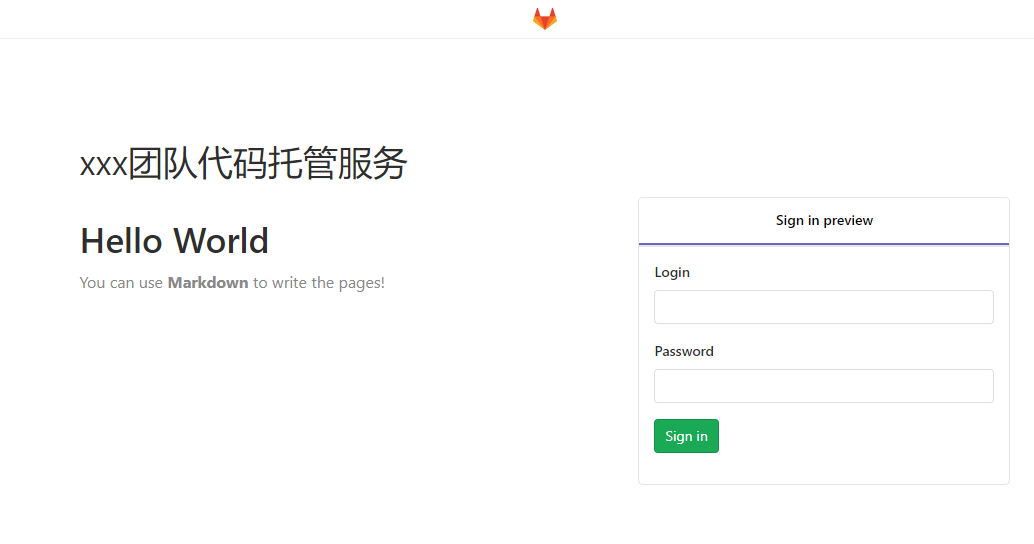 xxx团队代码托管服务
Hello World
You can use Markdown to write the pages!
Sign in preview
Login
Password
Sign in